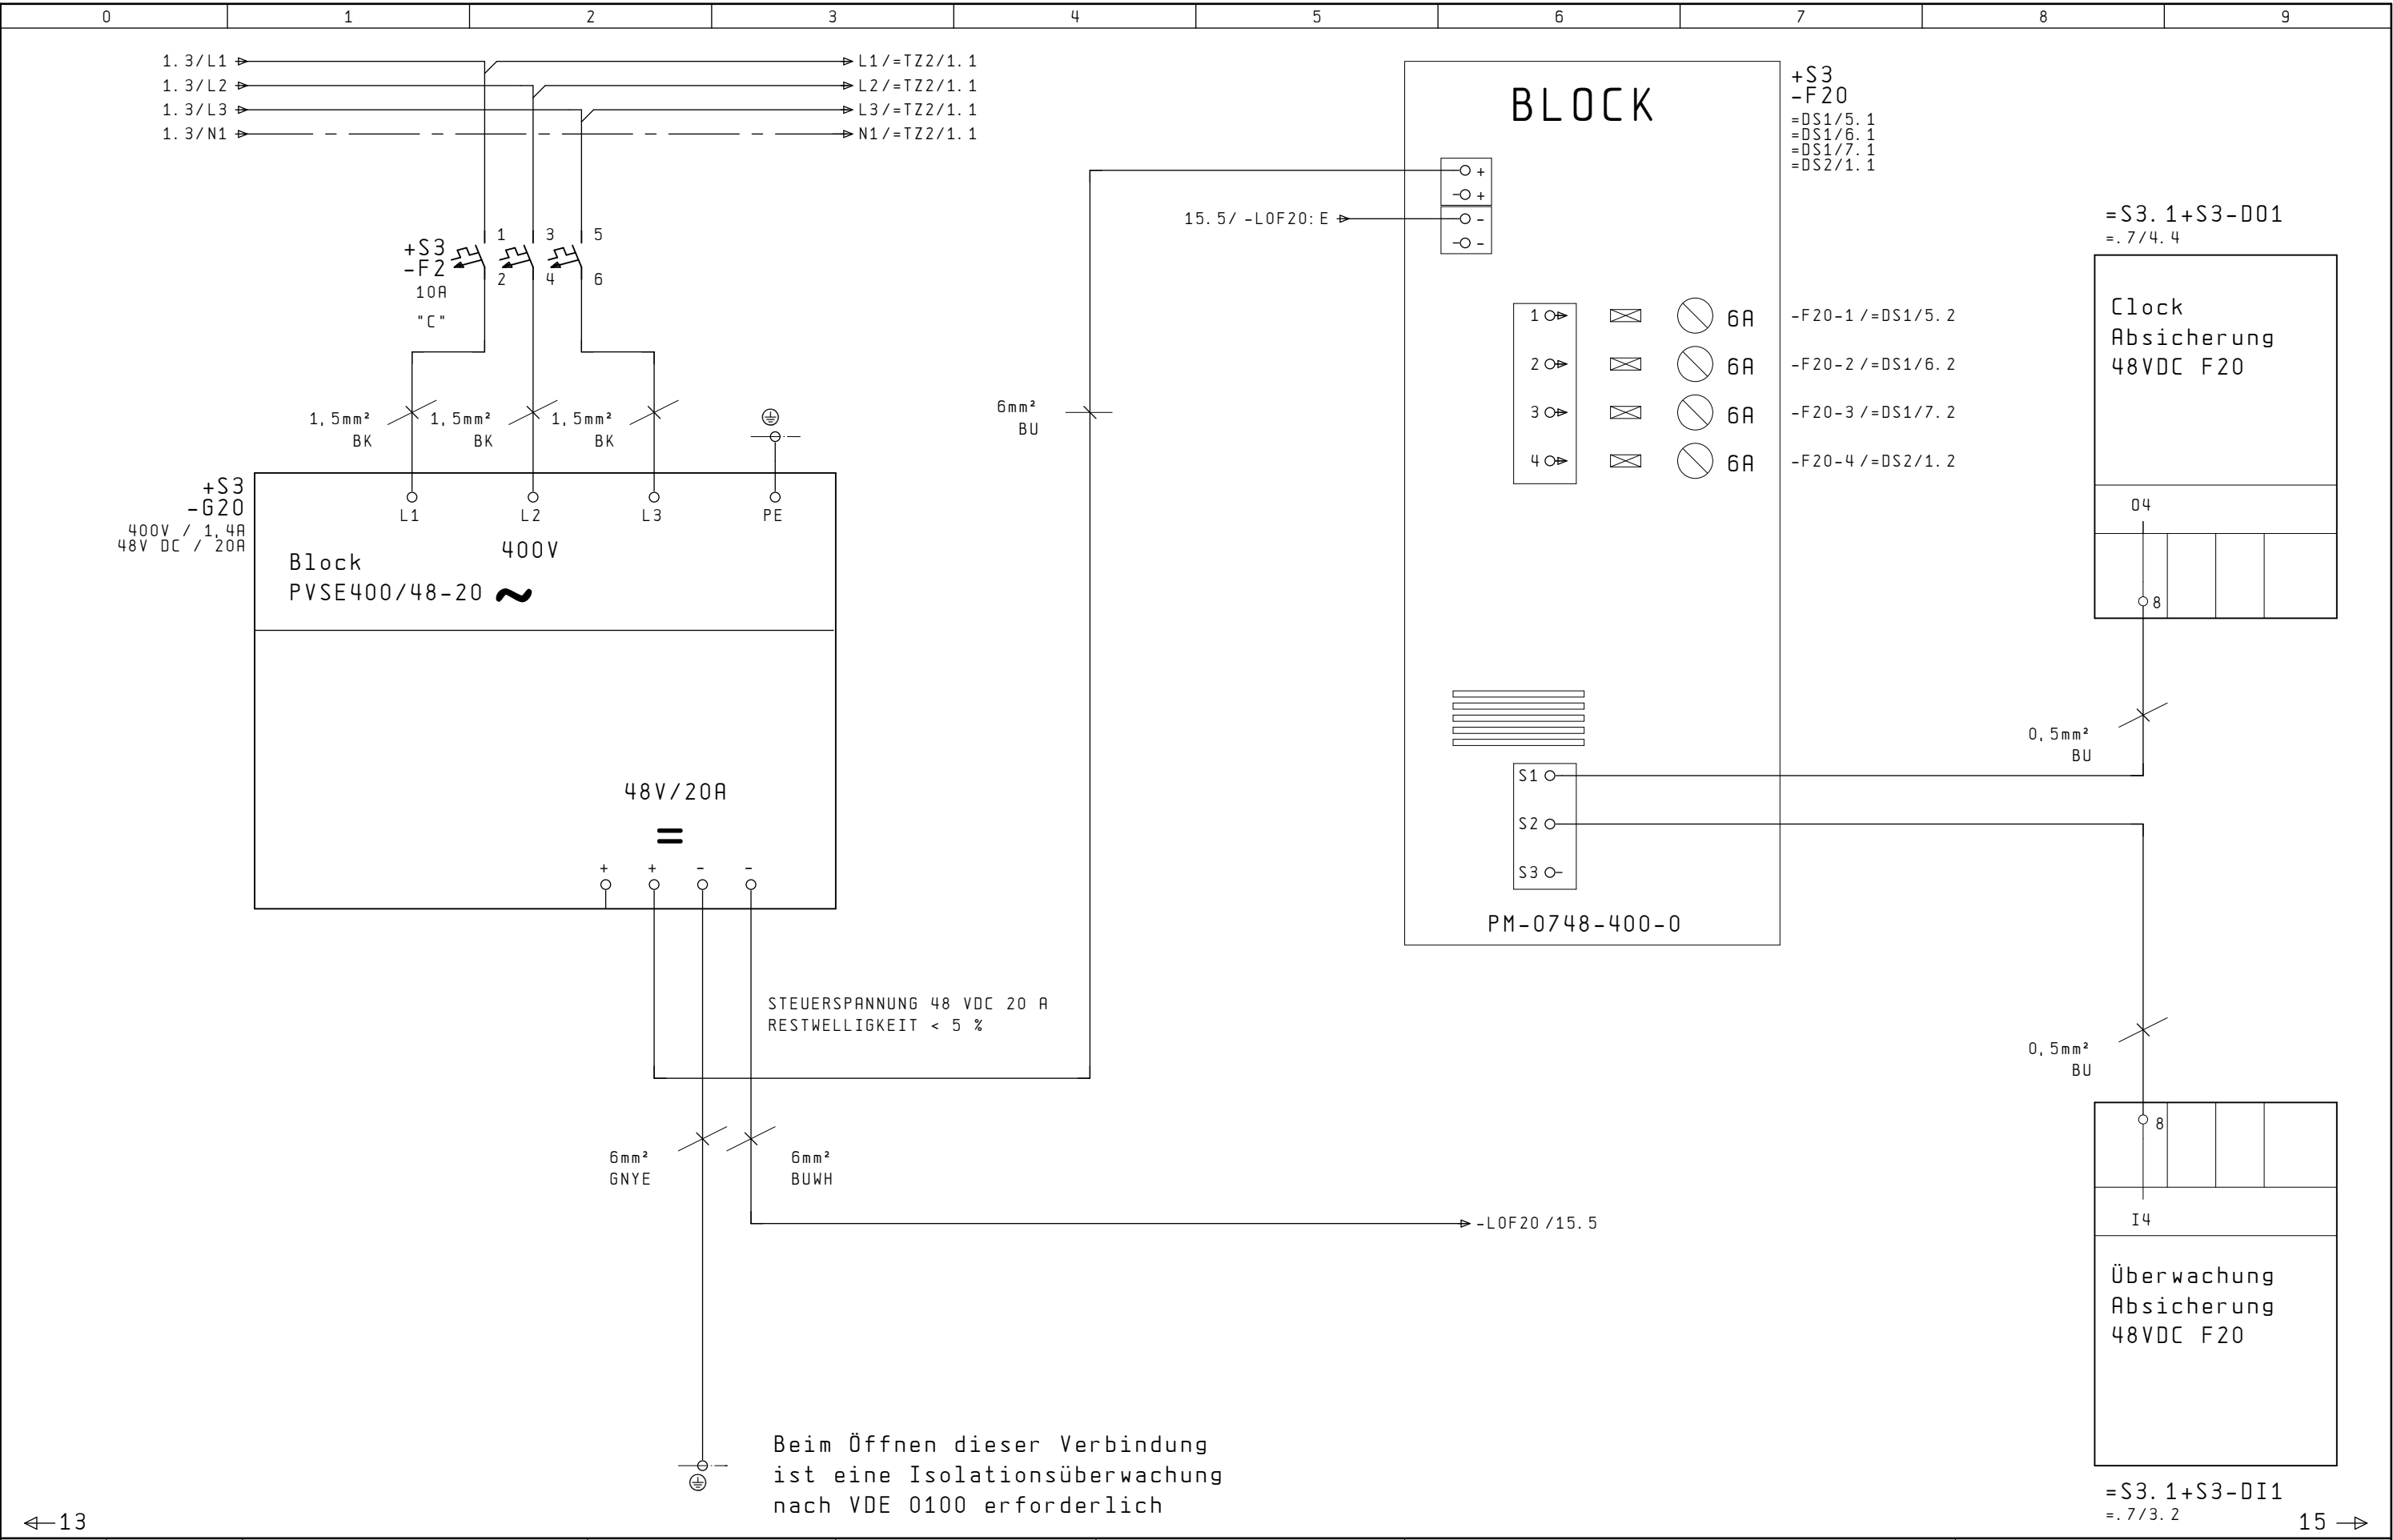 0 1 2 3 4 5 6 7 8 9
1.3/L1 L1/=TZ2/1.1
1.3/L2 L2/=TZ2/1.1
1.3/L3 L3/=TZ2/1.1
1.3/N1 N1/=TZ2/1.1
+S3
-F2
10A
"C"
1 3 5
2 4 6
1,5mm² 1,5mm² 1,5mm²
BK BK BK
+S3
-G20
400V / 1,4A
48V DC / 20A
L1 L2 L3 PE
400V
Block
PVSE400/48-20 ~
48V/20A
=
+ + - -
STEUERSPANNUNG 48 VDC 20 A
RESTWELLIGKEIT < 5 %
6mm²
GNYE
6mm²
BUWH
-L0F20/15.5
Beim Öffnen dieser Verbindung
ist eine Isolationsüberwachung
nach VDE 0100 erforderlich
6mm²
BU
15.5/-L0F20:E
BLOCK
+
+
-
-
+S3
-F20
=DS1/5.1
=DS1/6.1
=DS1/7.1
=DS2/1.1
1 6A -F20-1/=DS1/5.2
2 6A -F20-2/=DS1/6.2
3 6A -F20-3/=DS1/7.2
4 6A -F20-4/=DS2/1.2
S1
S2
S3
PM-0748-400-0
=S3.1+S3-DO1
=.7/4.4
Clock
Absicherung
48VDC F20
O4
8
0,5mm²
BU
0,5mm²
BU
8
I4
Überwachung
Absicherung
48VDC F20
=S3.1+S3-DI1
=.7/3.2
13
15